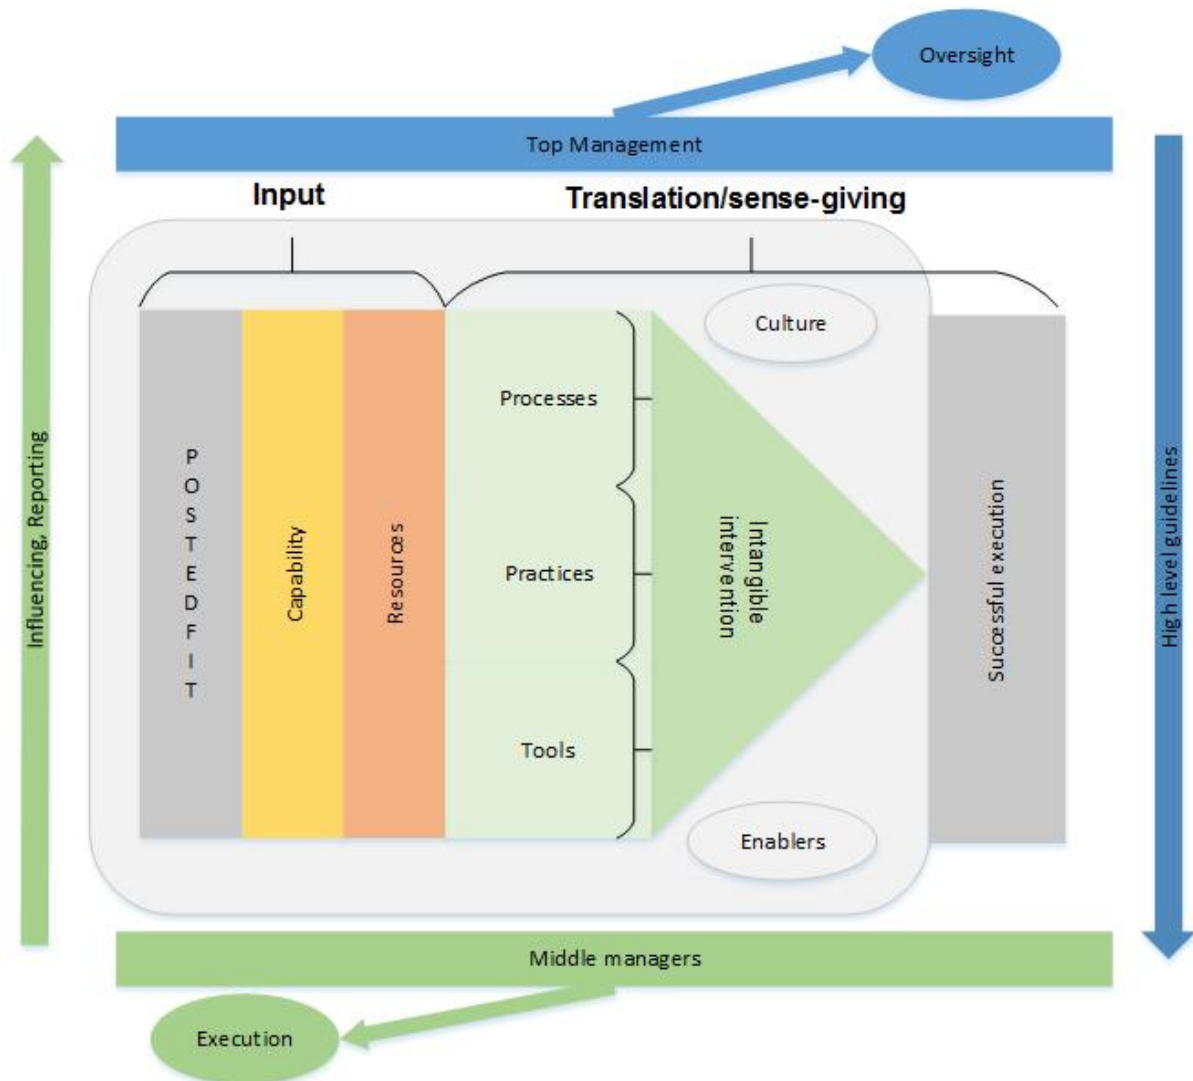 Oversight
Top Management
Input
Translation/sense-giving
Culture
Influencing, Reporting
P
O
S
T
E
D
F
I
T
Capability
Resources
Processes
Practices
Tools
Intangible
intervention
Successful execution
High level guidelines
Enablers
Middle managers
Execution